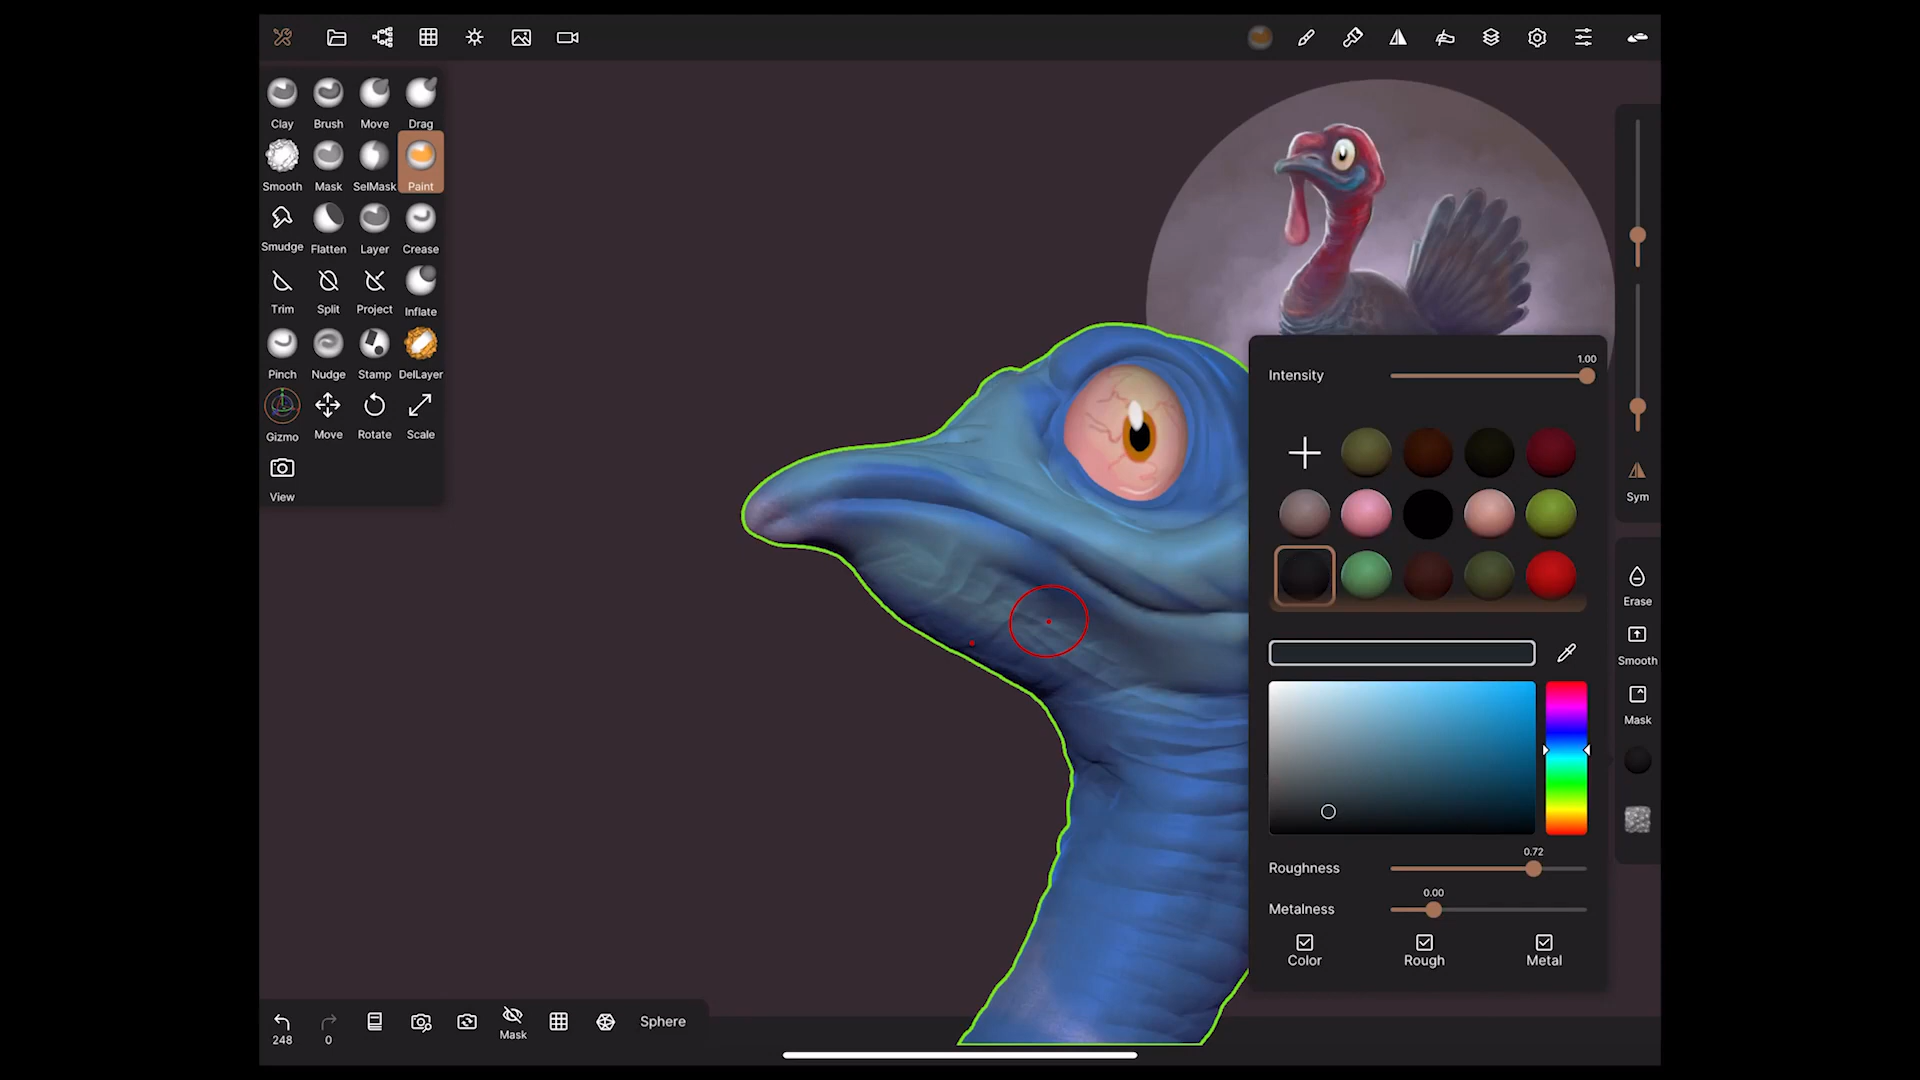 Clay Brush Move Drag
Smooth Mask SelMask Paint
Smudge Flatten Layer Crease
Trim Split Project Inflate
Pinch Nudge Stamp DelLayer
Gizmo Move Rotate Scale
View
1.00
Intensity
Sym
Erase
Smooth
Mask
0.72
Roughness
0.00
Metalness
Color Rough Metal
248 0 Mask Sphere